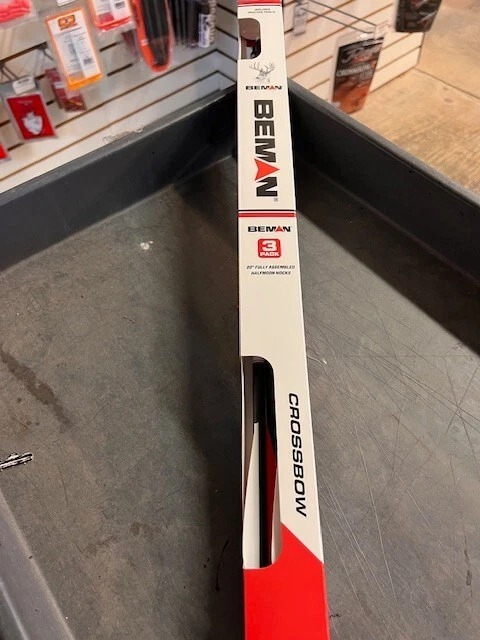 BEMAN
BEMAN
BEMAN
3
PACK
20" FULLY ASSEMBLED
HALFMOON NOCKS
CROSSBOW